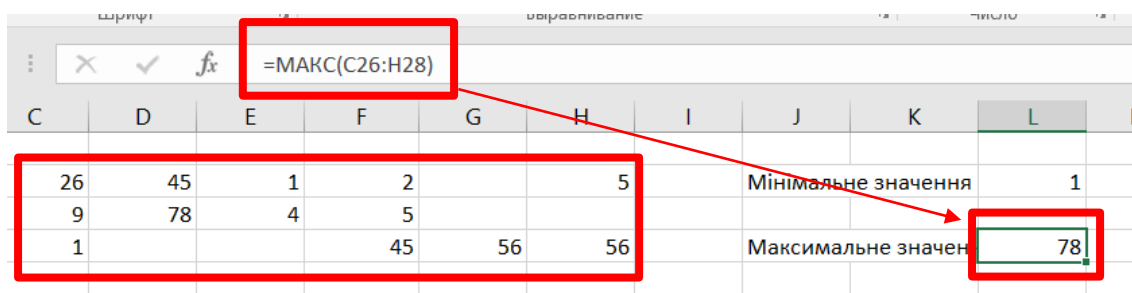 Шрифт Выравнивание Число
fx =МАКС(C26:H28)
C D E F G H I J K L
26 45 1 2 5 Мінімальне значення 1
9 78 4 5
1 45 56 56 Максимальне значен 78